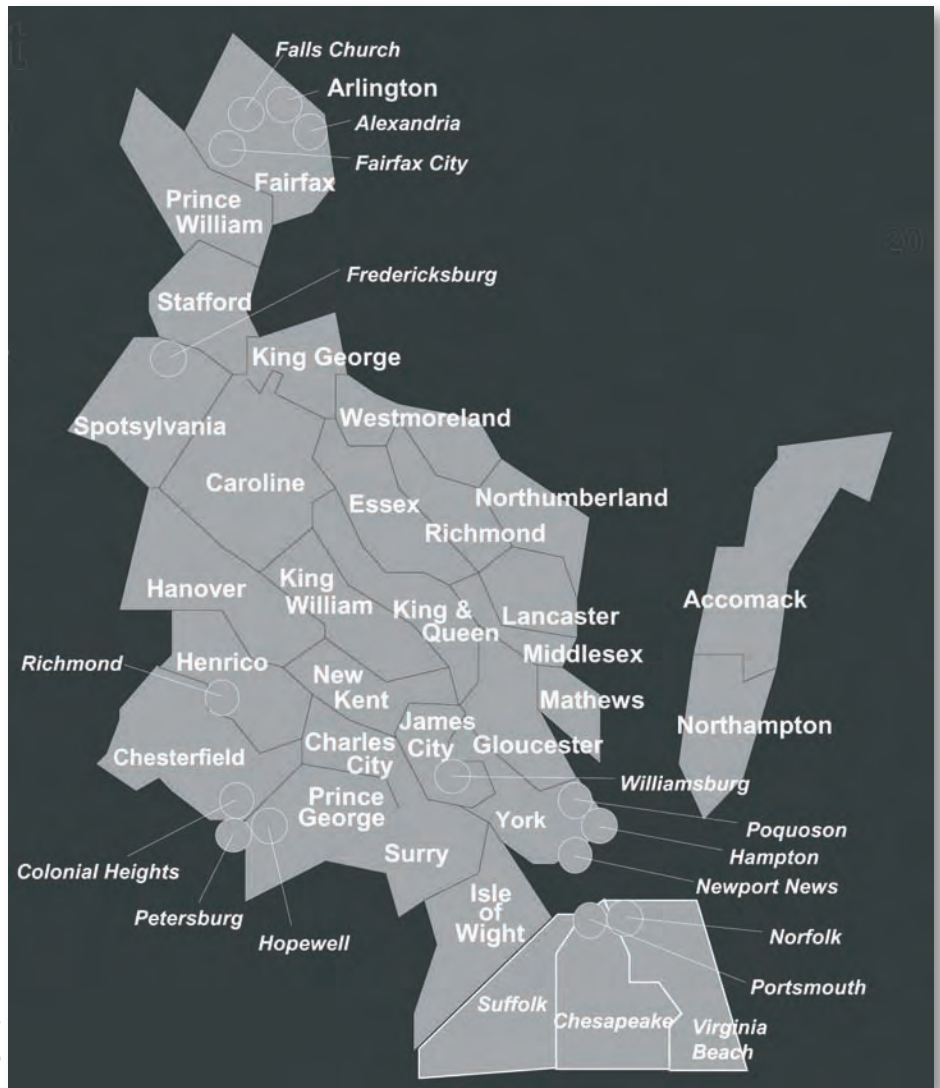 Falls Church
Arlington
Alexandria
Fairfax City
Fairfax
Prince
William
Fredericksburg
Stafford
King George
Westmoreland
Spotsylvania
Caroline
Essex
Northumberland
Richmond
Hanover
King
William
King &
Queen
Lancaster
Accomack
Middlesex
Richmond
Henrico
New
Kent
Mathews
James
City
Gloucester
Northampton
Chesterfield
Charles
City
Williamsburg
Prince
George
York
Poquoson
Hampton
Colonial Heights
Surry
Newport News
Petersburg
Hopewell
Isle
of
Wight
Norfolk
Portsmouth
Suffolk
Chesapeake
Virginia
Beach